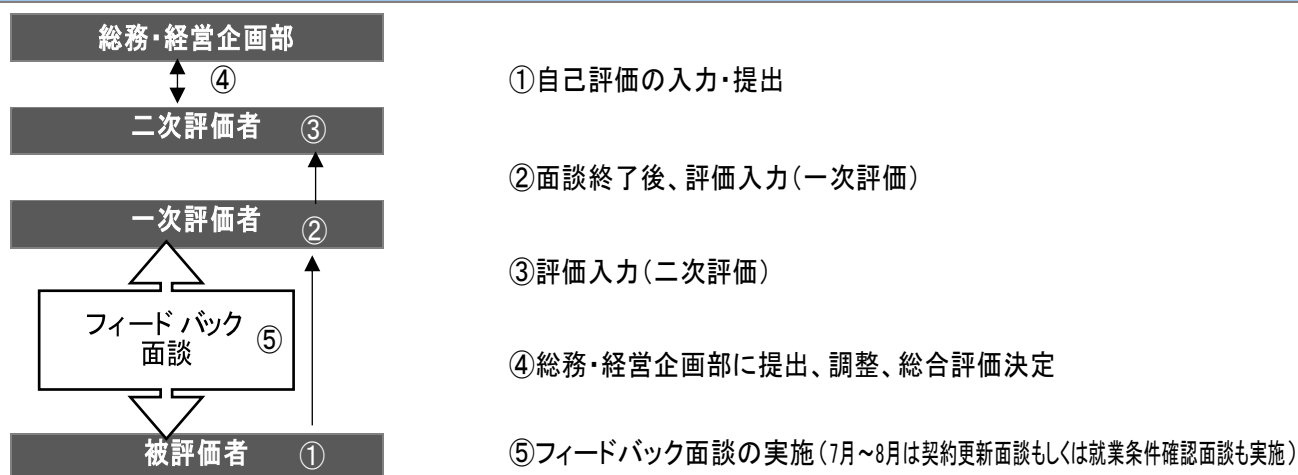 総務・経営企画部
④
二次評価者 ③
一次評価者 ②
フィードバック
面談
⑤
被評価者 ①
①自己評価の入力・提出
②面談終了後、評価入力（一次評価）
③評価入力（二次評価）
④総務・経営企画部に提出、調整、総合評価決定
⑤フィードバック面談の実施（7月～8月は契約更新面談もしくは就業条件確認面談も実施）